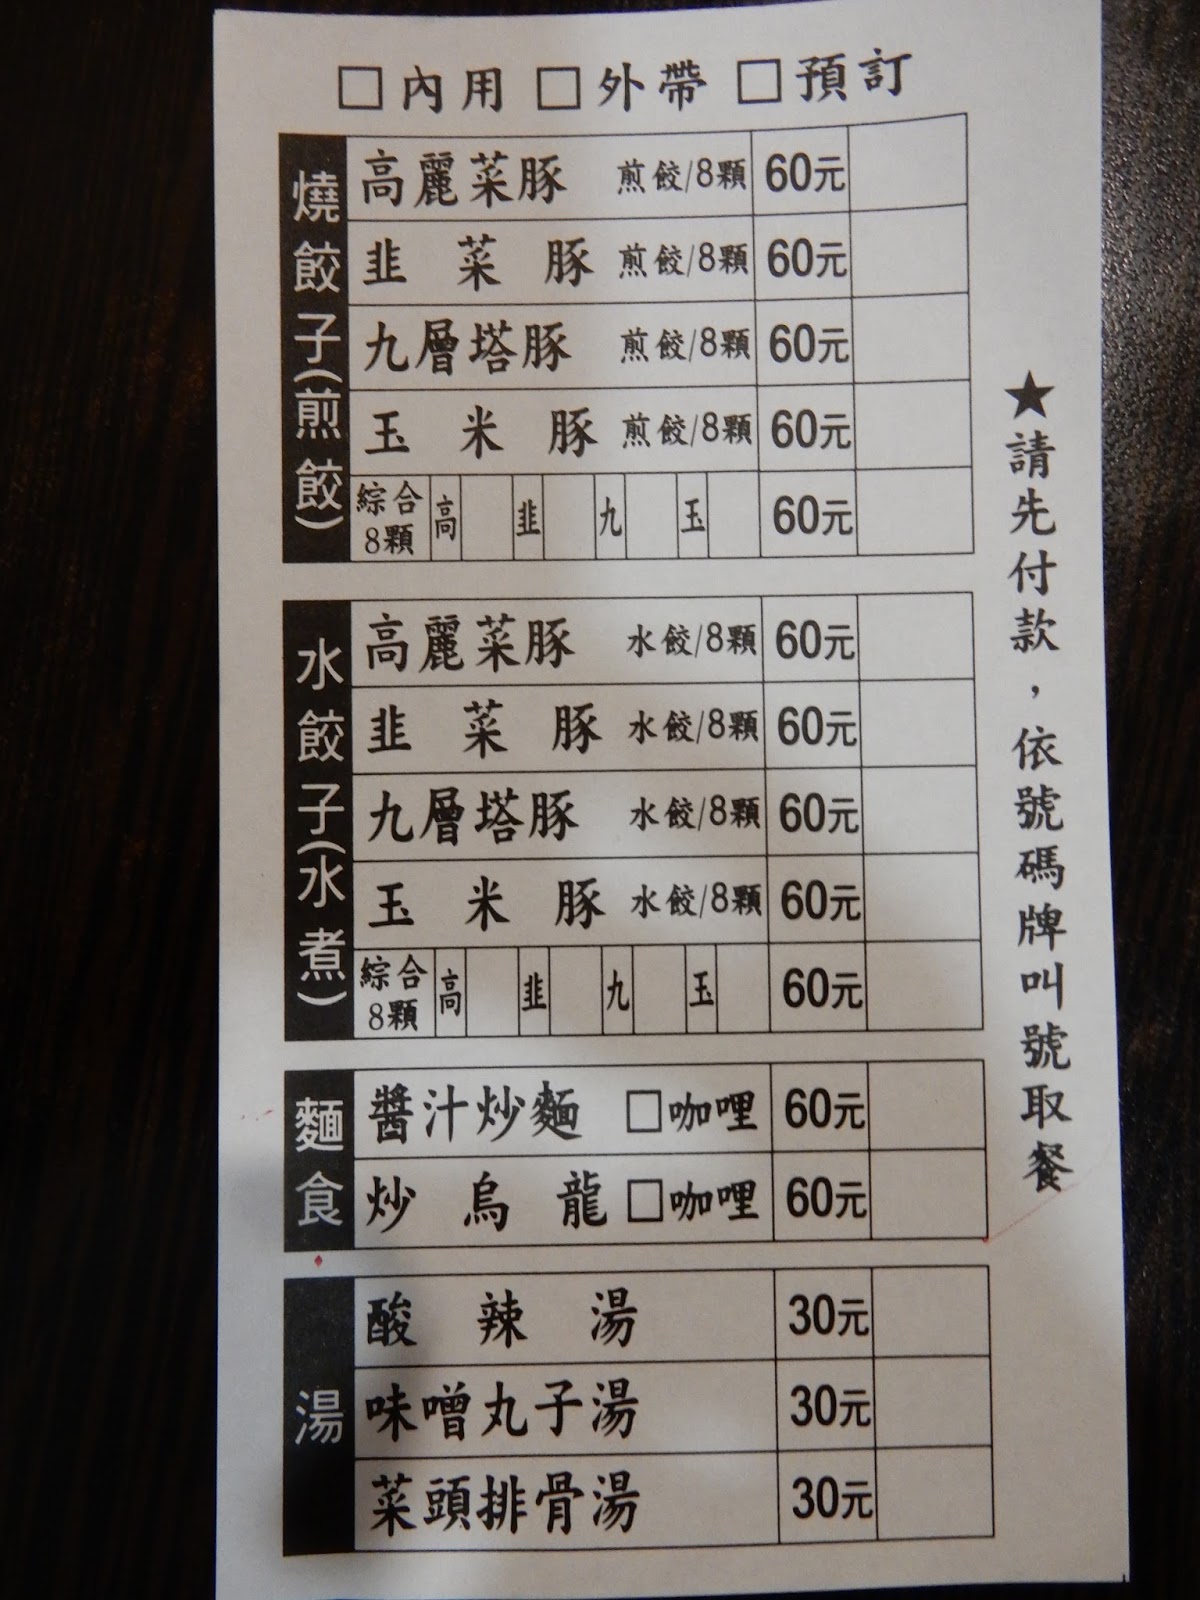 □內用 □外帶 □預訂
燒餃子(煎餃)
高麗菜豚 煎餃/8顆 60元
韭菜豚 煎餃/8顆 60元
九層塔豚 煎餃/8顆 60元
玉米豚 煎餃/8顆 60元
綜合8顆 高 韭 九 玉 60元
水餃子(水煮)
高麗菜豚 水餃/8顆 60元
韭菜豚 水餃/8顆 60元
九層塔豚 水餃/8顆 60元
玉米豚 水餃/8顆 60元
綜合8顆 高 韭 九 玉 60元
麵食
醬汁炒麵 □咖哩 60元
炒烏龍 □咖哩 60元
湯
酸辣湯 30元
味噌丸子湯 30元
菜頭排骨湯 30元
★請先付款，依號碼牌叫號取餐